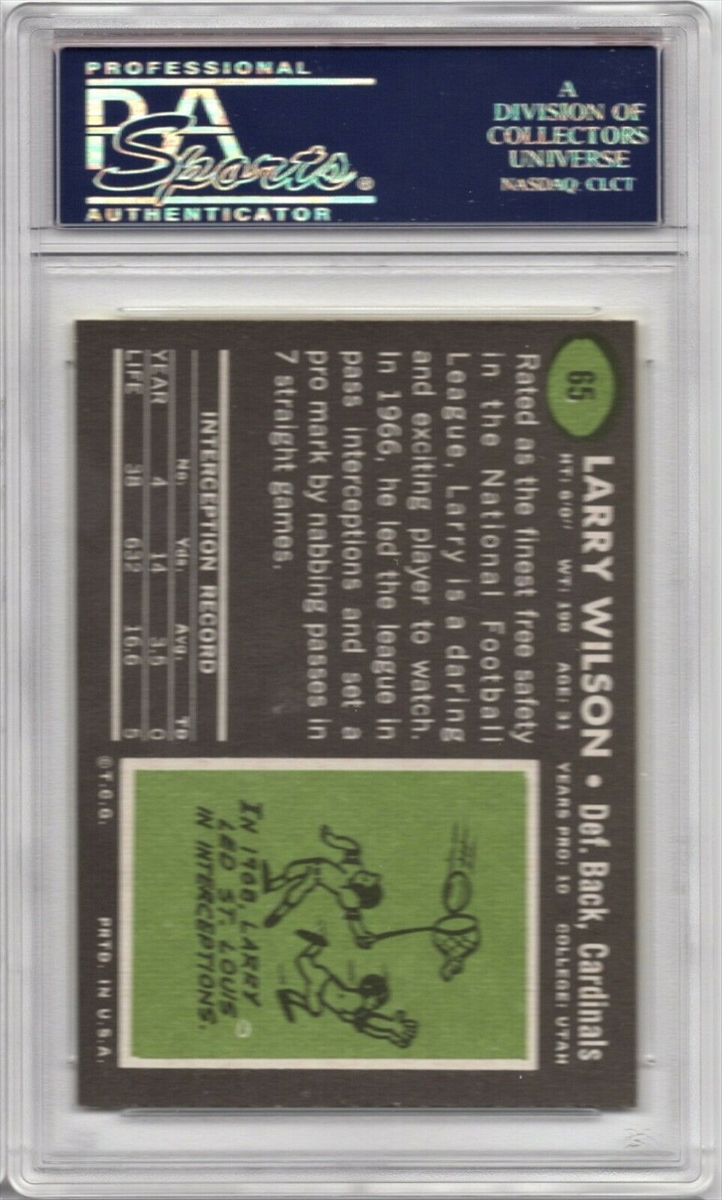 PROFESSIONAL
PSA
Sports®
AUTHENTICATOR
A
DIVISION OF
COLLECTORS
UNIVERSE
NASDAQ: CLCT
65
LARRY WILSON • Def. Back, Cardinals
HT: 6'0" WT: 190 AGE: 31 YEARS PRO: 10 COLLEGE: UTAH
Rated as the finest free safety
in the National Football
League, Larry is a daring
and exciting player to watch.
In 1966, he led the league in
pass interceptions and set a
pro mark by nabbing passes in
7 straight games.
INTERCEPTION RECORD
No. Yds. Avg. TD
YEAR 4 14 3.5 0
LIFE 38 632 16.6 5
IN 1968, LARRY
LED ST. LOUIS
IN INTERCEPTIONS.
©T.C.G. PRTD. IN U.S.A.